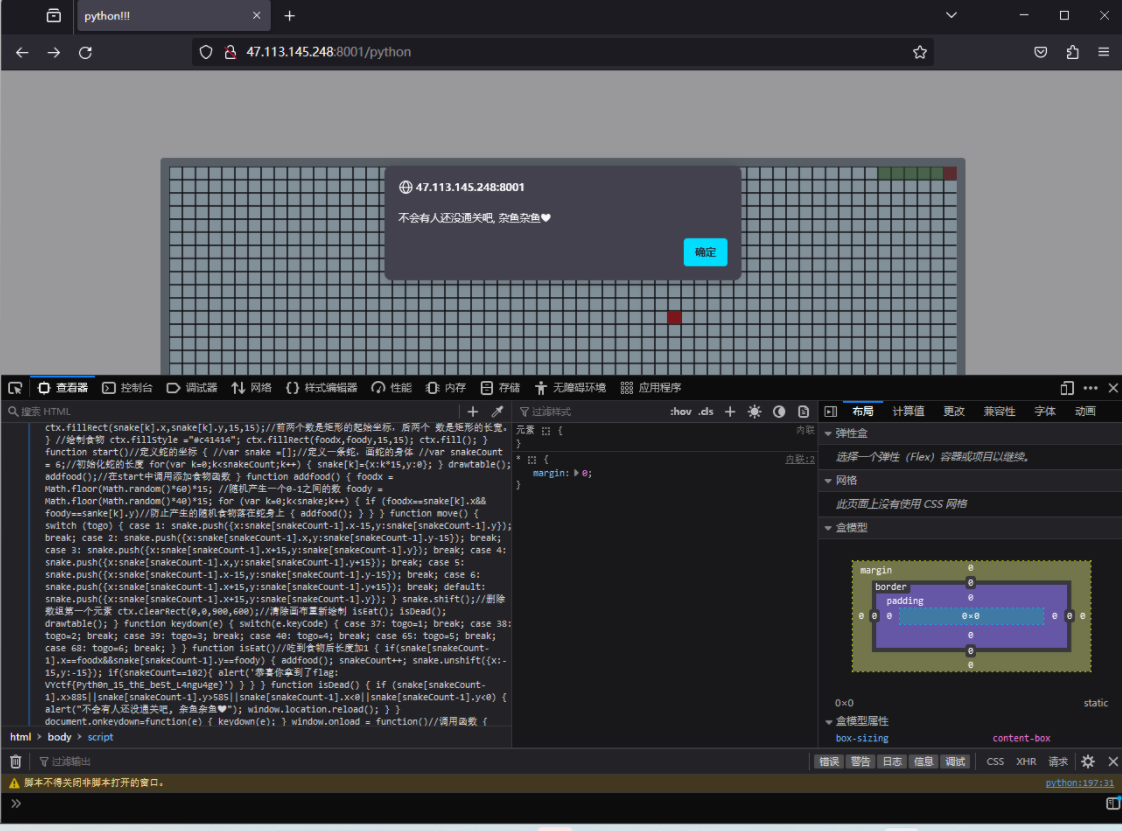 python!!!
47.113.145.248:8001/python
47.113.145.248:8001
不会有人还没通关吧, 杂鱼杂鱼❤
确定
查看器 控制台 调试器 网络 样式编辑器 性能 内存 存储 无障碍环境 应用程序
搜索 HTML
过滤样式 :hov .cls
布局 计算值 更改 兼容性 字体 动画
ctx.fillRect(snake[k].x,snake[k].y,15,15);//前两个数是矩形的起始坐标，后两个 数是矩形的长宽。
} //绘制食物 ctx.fillStyle ="#c41414"; ctx.fillRect(foodx,foody,15,15); ctx.fill(); }
function start()//定义蛇的坐标 { //var snake =[];//定义一条蛇，画蛇的身体 //var snakeCount
= 6;//初始化蛇的长度 for(var k=0;k<snakeCount;k++) { snake[k]={x:k*15,y:0}; } drawtable();
addfood();//在start中调用添加食物函数 } function addfood() { foodx =
Math.floor(Math.random()*60)*15; //随机产生一个0-1之间的数 foody =
Math.floor(Math.random()*40)*15; for (var k=0;k<snake;k++) { if (foodx==snake[k].x&&
foody==sanke[k].y)//防止产生的随机食物落在蛇身上 { addfood(); } } } function move() {
switch (togo) { case 1: snake.push({x:snake[snakeCount-1].x-15,y:snake[snakeCount-1].y});
break; case 2: snake.push({x:snake[snakeCount-1].x,y:snake[snakeCount-1].y-15}); break;
case 3: snake.push({x:snake[snakeCount-1].x+15,y:snake[snakeCount-1].y}); break; case 4:
snake.push({x:snake[snakeCount-1].x,y:snake[snakeCount-1].y+15}); break; case 5:
snake.push({x:snake[snakeCount-1].x-15,y:snake[snakeCount-1].y-15}); break; case 6:
snake.push({x:snake[snakeCount-1].x+15,y:snake[snakeCount-1].y+15}); break; default:
snake.push({x:snake[snakeCount-1].x+15,y:snake[snakeCount-1].y}); } snake.shift();//删除
数组第一个元素 ctx.clearRect(0,0,900,600);//清除画布重新绘制 isEat(); isDead();
drawtable(); } function keydown(e) { switch(e.keyCode) { case 37: togo=1; break; case 38:
togo=2; break; case 39: togo=3; break; case 40: togo=4; break; case 65: togo=5; break;
case 68: togo=6; break; } } function isEat()//吃到食物后长度加1 { if(snake[snakeCount-
1].x==foodx&&snake[snakeCount-1].y==foody) { addfood(); snakeCount++; snake.unshift({x:-
15,y:-15}); if(snakeCount==102){ alert('恭喜你拿到了flag:
VYctf{Pyth0n_1S_thE_be5t_L4ngu4ge}') } } } function isDead() { if (snake[snakeCount-
1].x>885||snake[snakeCount-1].y>585||snake[snakeCount-1].x<0||snake[snakeCount-1].y<0) {
alert("不会有人还没通关吧, 杂鱼杂鱼❤"); window.location.reload(); } }
document.onkeydown=function(e) { keydown(e); } window.onload = function()//调用函数 {
html > body > script
元素 {
内联
}
* {
内联:2
margin: 0;
}
弹性盒
选择一个弹性（Flex）容器或项目以继续。
网格
此页面上没有使用 CSS 网格
盒模型
margin 0
border 0
padding 0
0 0 0 0×0 0 0 0
0
0
0
0×0 static
盒模型属性
box-sizing content-box
过滤输出
错误 警告 日志 信息 调试 CSS XHR 请求
脚本不得关闭非脚本打开的窗口。
python:197:31